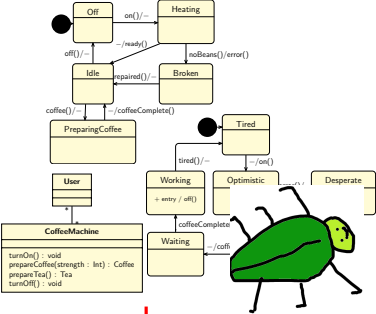 Off
on()/−
Heating
off()/−
−/ready()
noBeans()/error()
Idle
repaired()/−
Broken
coffee()/−
−/coffeeComplete()
PreparingCoffee
Tired
tired()/−
−/on()
User
Working
+ entry / off()
Optimistic
Desperate
*
*
coffeeComplete
CoffeeMachine
Waiting
turnOn() : void
prepareCoffee(strength : Int) : Coffee
prepareTea() : Tea
turnOff() : void